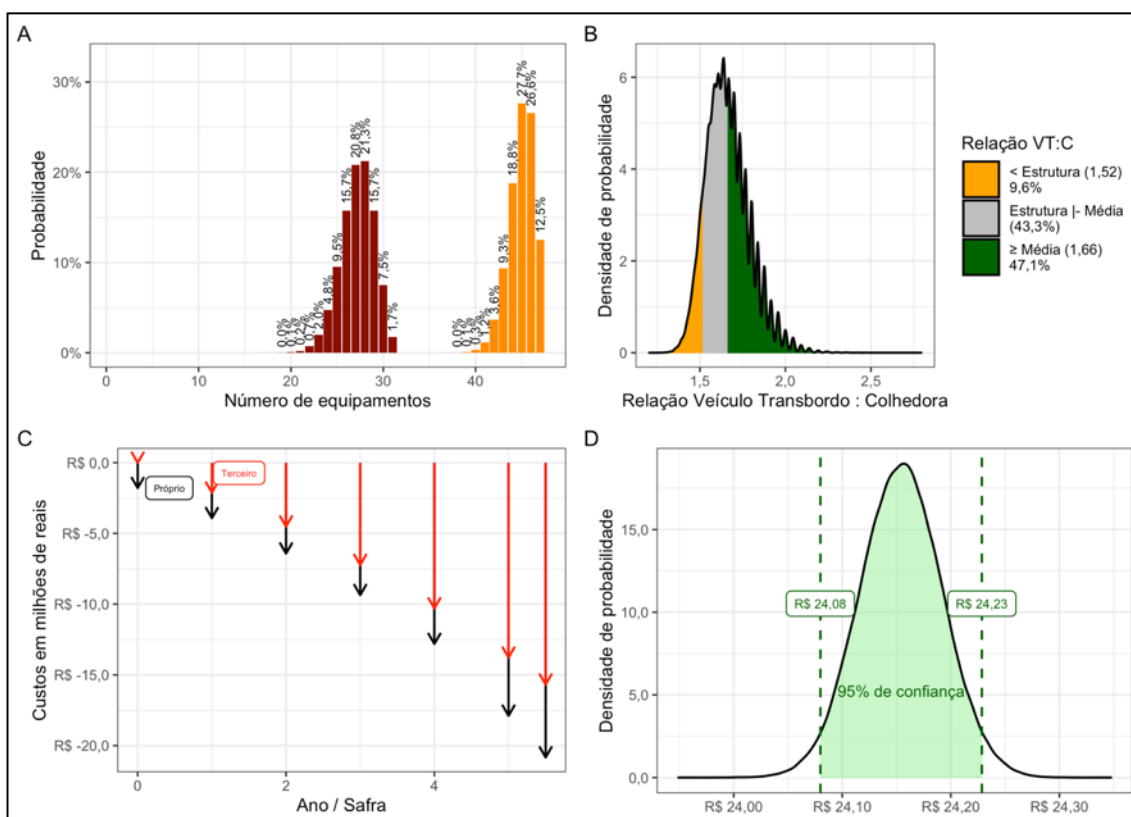 A
Probabilidade
30%
20%
10%
0%
0,0%
0,1%
0,2%
0,7%
2,0%
4,8%
9,5%
15,7%
20,8%
21,3%
15,7%
7,5%
1,7%
0,0%
0,1%
0,3%
1,2%
3,6%
9,3%
18,8%
27,7%
26,6%
12,5%
0 10 20 30 40
Número de equipamentos
B
Densidade de probabilidade
6
4
2
0
1,5 2,0 2,5
Relação Veículo Transbordo : Colhedora
Relação VT:C
< Estrutura (1,52)
9,6%
Estrutura |- Média
(43,3%)
≥ Média (1,66)
47,1%
C
Custos em milhões de reais
R$ 0,0
R$ -5,0
R$ -10,0
R$ -15,0
R$ -20,0
Próprio
Terceiro
0 2 4
Ano / Safra
D
Densidade de probabilidade
15,0
10,0
5,0
0,0
R$ 24,08
R$ 24,23
95% de confiança
R$ 24,00 R$ 24,10 R$ 24,20 R$ 24,30